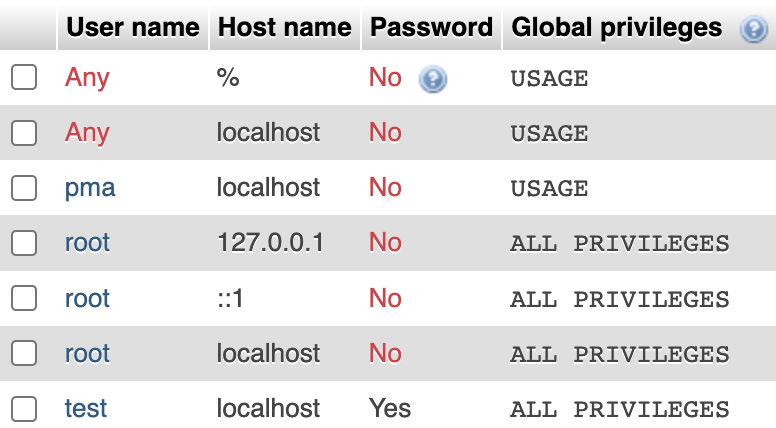 User name Host name Password Global privileges ?
Any % No ? USAGE
Any localhost No USAGE
pma localhost No USAGE
root 127.0.0.1 No ALL PRIVILEGES
root ::1 No ALL PRIVILEGES
root localhost No ALL PRIVILEGES
test localhost Yes ALL PRIVILEGES